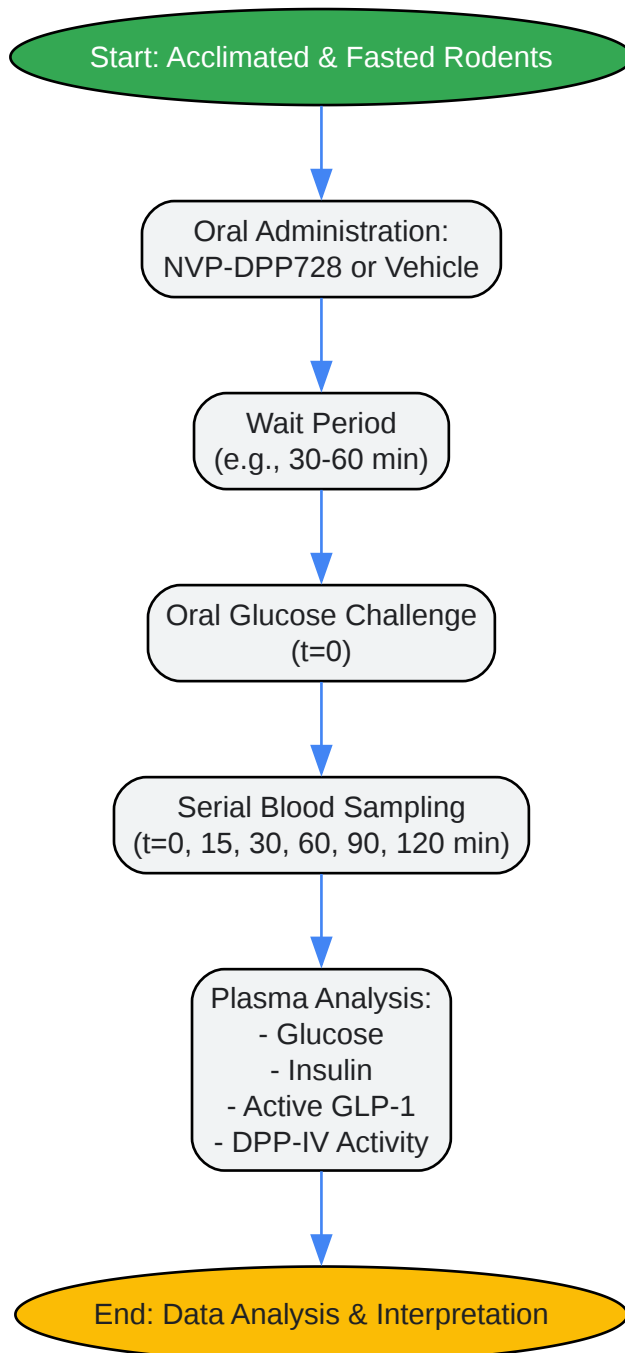 Start: Acclimated & Fasted Rodents
Oral Administration:
NVP-DPP728 or Vehicle
Wait Period
(e.g., 30-60 min)
Oral Glucose Challenge
(t=0)
Serial Blood Sampling
(t=0, 15, 30, 60, 90, 120 min)
Plasma Analysis:
- Glucose
- Insulin
- Active GLP-1
- DPP-IV Activity
End: Data Analysis & Interpretation